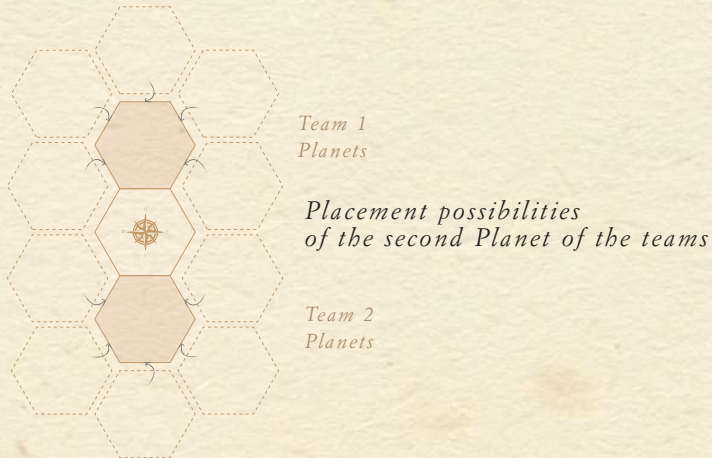 Team 1
Planets
Placement possibilities
of the second Planet of the teams
Team 2
Planets